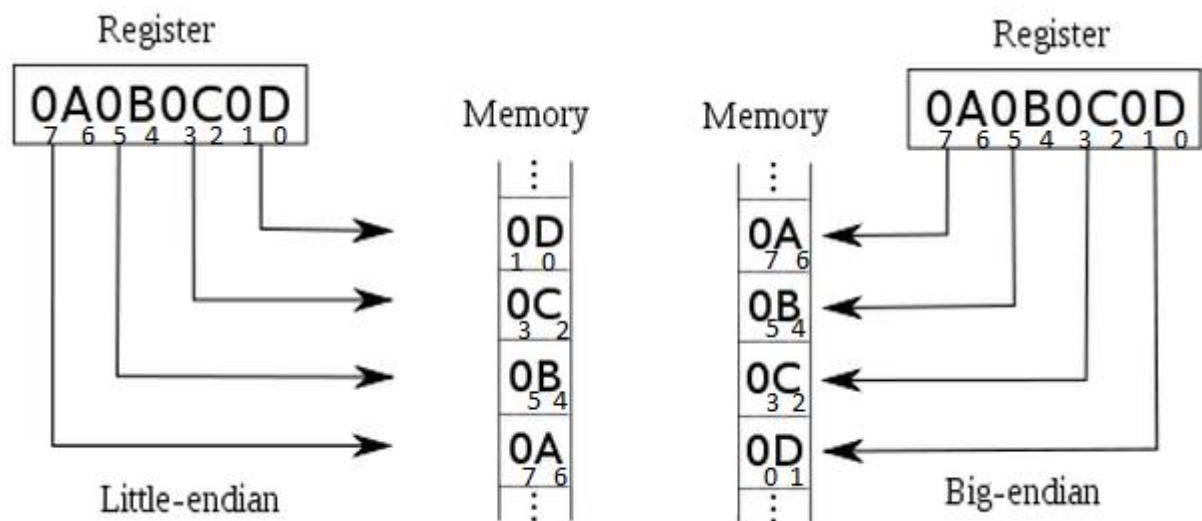 Register
0A0B0C0D
7 6 5 4 3 2 1 0
Memory
⋮
0D
1 0
0C
3 2
0B
5 4
0A
7 6
⋮
Little-endian
Register
0A0B0C0D
7 6 5 4 3 2 1 0
Memory
⋮
0A
7 6
0B
5 4
0C
3 2
0D
0 1
⋮
Big-endian